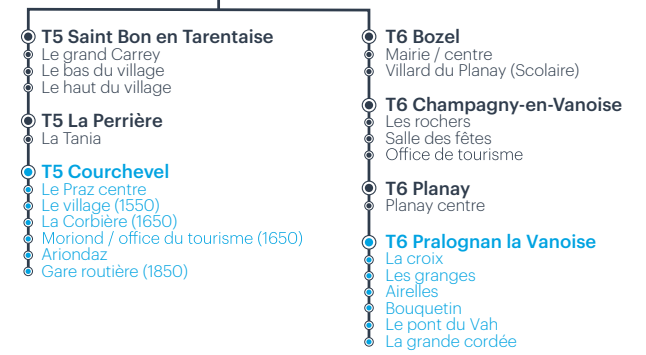 T5 Saint Bon en Tarentaise
Le grand Carrey
Le bas du village
Le haut du village
T5 La Perrière
La Tania
T5 Courchevel
Le Praz centre
Le village (1550)
La Corbière (1650)
Moriond / office du tourisme (1650)
Ariondaz
Gare routière (1850)
T6 Bozel
Mairie / centre
Villard du Planay (Scolaire)
T6 Champagny-en-Vanoise
Les rochers
Salle des fêtes
Office de tourisme
T6 Planay
Planay centre
T6 Pralognan la Vanoise
La croix
Les granges
Airelles
Bouquetin
Le pont du Vah
La grande cordée